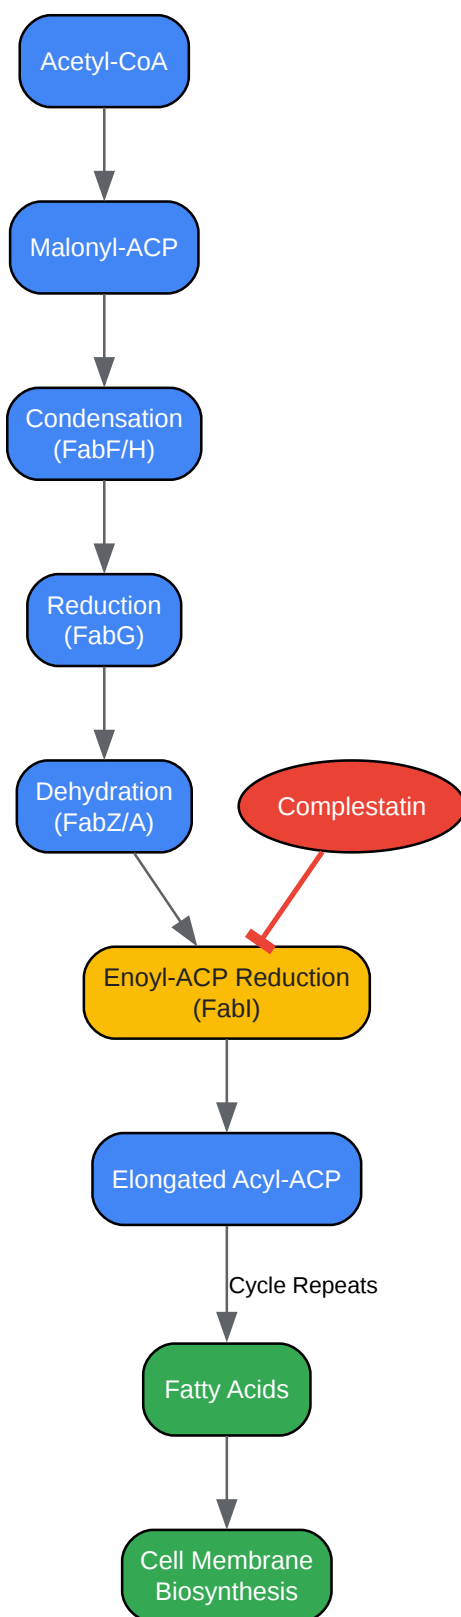 Acetyl-CoA
Malonyl-ACP
Condensation
(FabF/H)
Reduction
(FabG)
Dehydration
(FabZ/A)
Complestatin
Enoyl-ACP Reduction
(FabI)
Elongated Acyl-ACP
Cycle Repeats
Fatty Acids
Cell Membrane
Biosynthesis